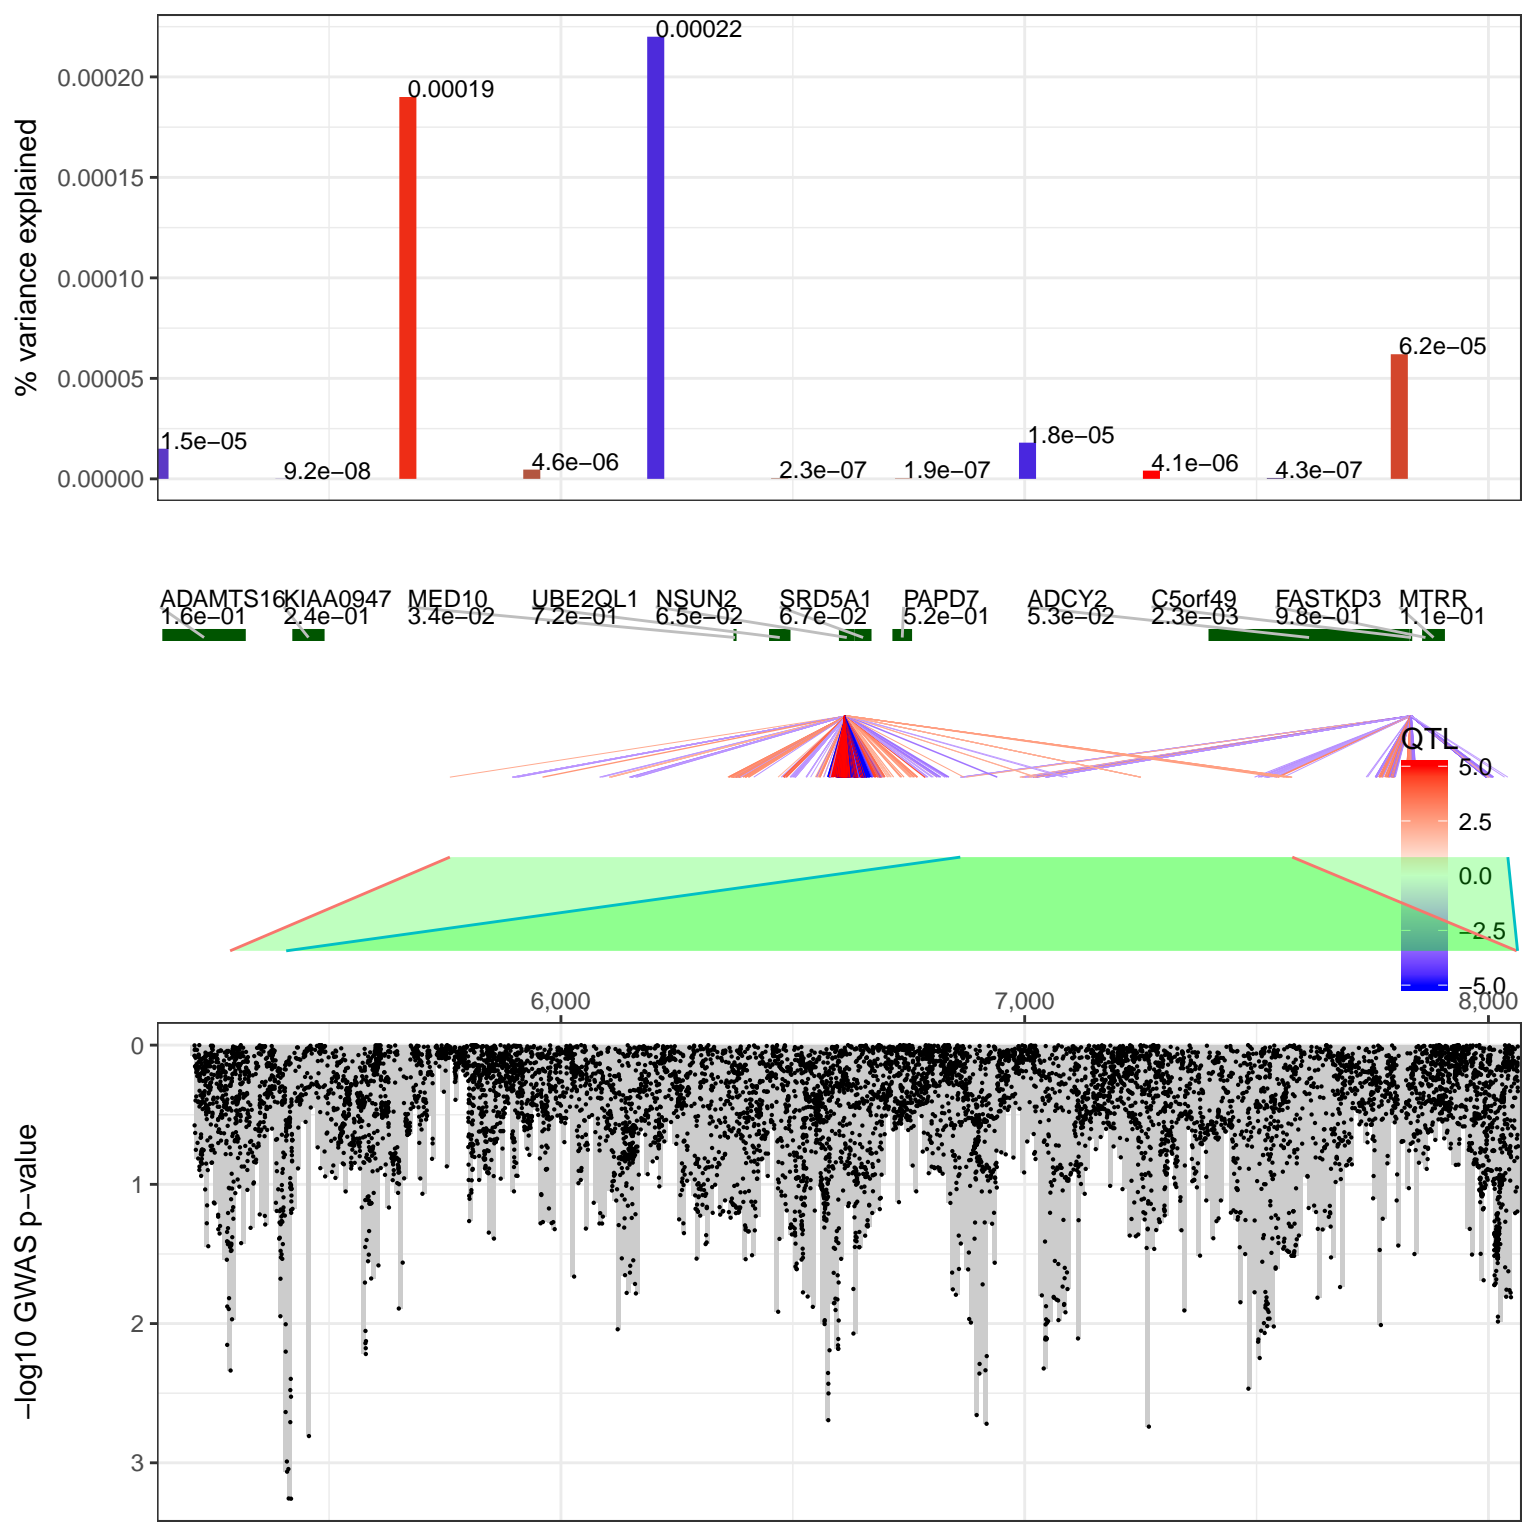 % variance explained
0.00020
0.00015
0.00010
0.00005
0.00000
1.5e−05
9.2e−08
0.00019
4.6e−06
0.00022
2.3e−07
1.9e−07
1.8e−05
4.1e−06
4.3e−07
6.2e−05
ADAMTS16 KIAA0947 MED10 UBE2QL1 NSUN2 SRD5A1 PAPD7 ADCY2 C5orf49 FASTKD3 MTRR
1.6e−01 2.4e−01 3.4e−02 7.2e−01 6.5e−02 6.7e−02 5.2e−01 5.3e−02 2.3e−03 9.8e−01 1.1e−01
QTL
5.0
2.5
0.0
−2.5
−5.0
6,000 7,000 8,000
−log10 GWAS p−value
0
1
2
3